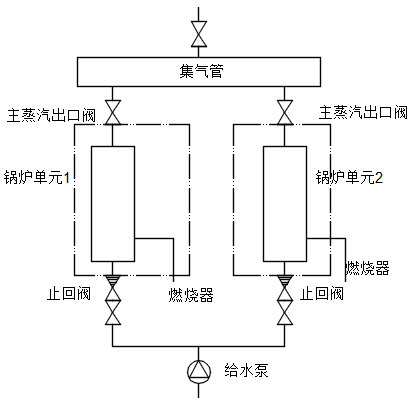 集气管
主蒸汽出口阀
主蒸汽出口阀
锅炉单元1
锅炉单元2
燃烧器
燃烧器
止回阀
止回阀
给水泵